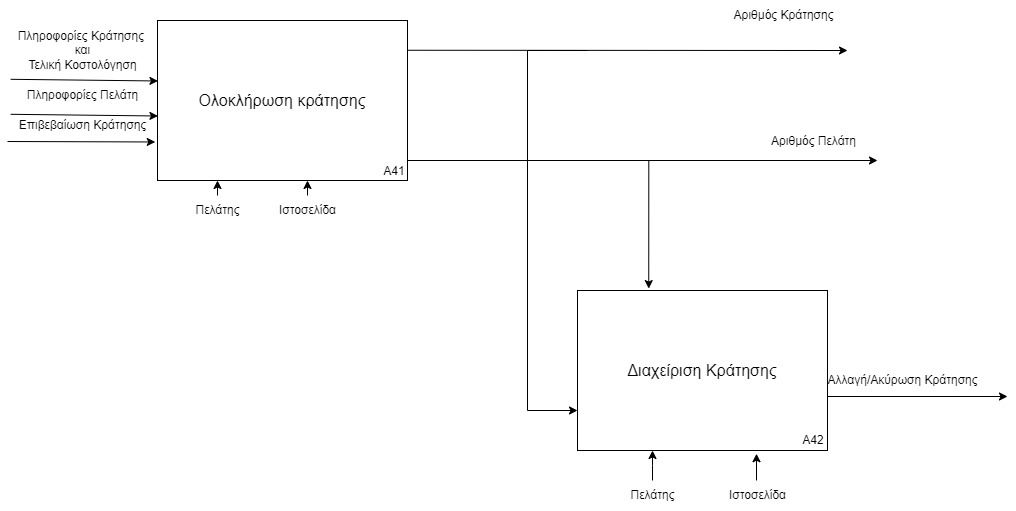 Αριθμός Κράτησης
Πληροφορίες Κράτησης
και
Τελική Κοστολόγηση
Πληροφορίες Πελάτη
Επιβεβαίωση Κράτησης
Ολοκλήρωση κράτησης
A41
Αριθμός Πελάτη
Πελάτης
Ιστοσελίδα
Διαχείριση Κράτησης
A42
Αλλαγή/Ακύρωση Κράτησης
Πελάτης
Ιστοσελίδα